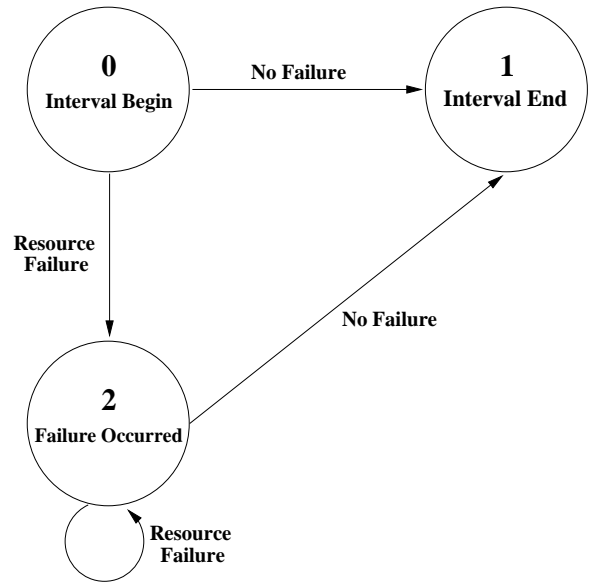 0
Interval Begin
No Failure
1
Interval End
Resource
Failure
No Failure
2
Failure Occurred
Resource
Failure